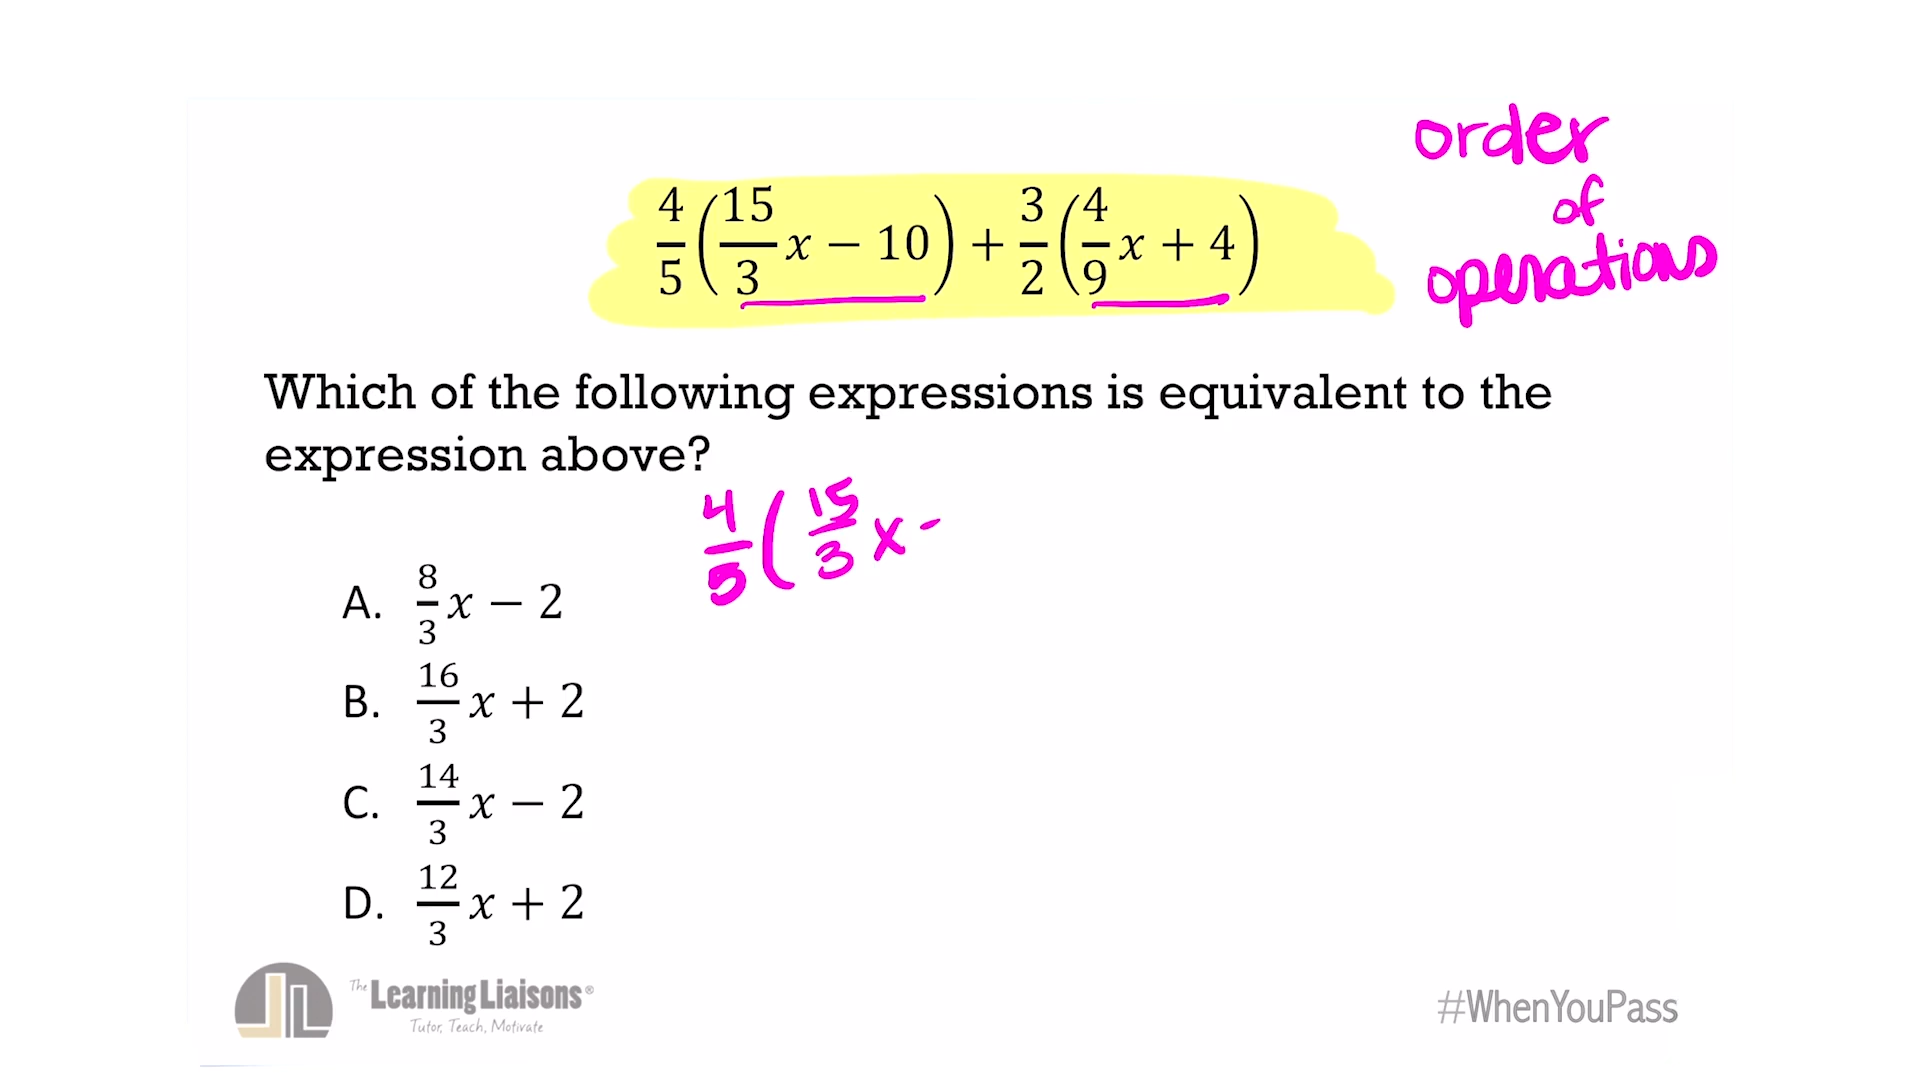 order
of
operations
4/5(15/3 x − 10) + 3/2(4/9 x + 4)
Which of the following expressions is equivalent to the
expression above?
4/5(15/3 x -
A. 8/3 x − 2
B. 16/3 x + 2
C. 14/3 x − 2
D. 12/3 x + 2
The Learning Liaisons®
Tutor, Teach, Motivate
#WhenYouPass